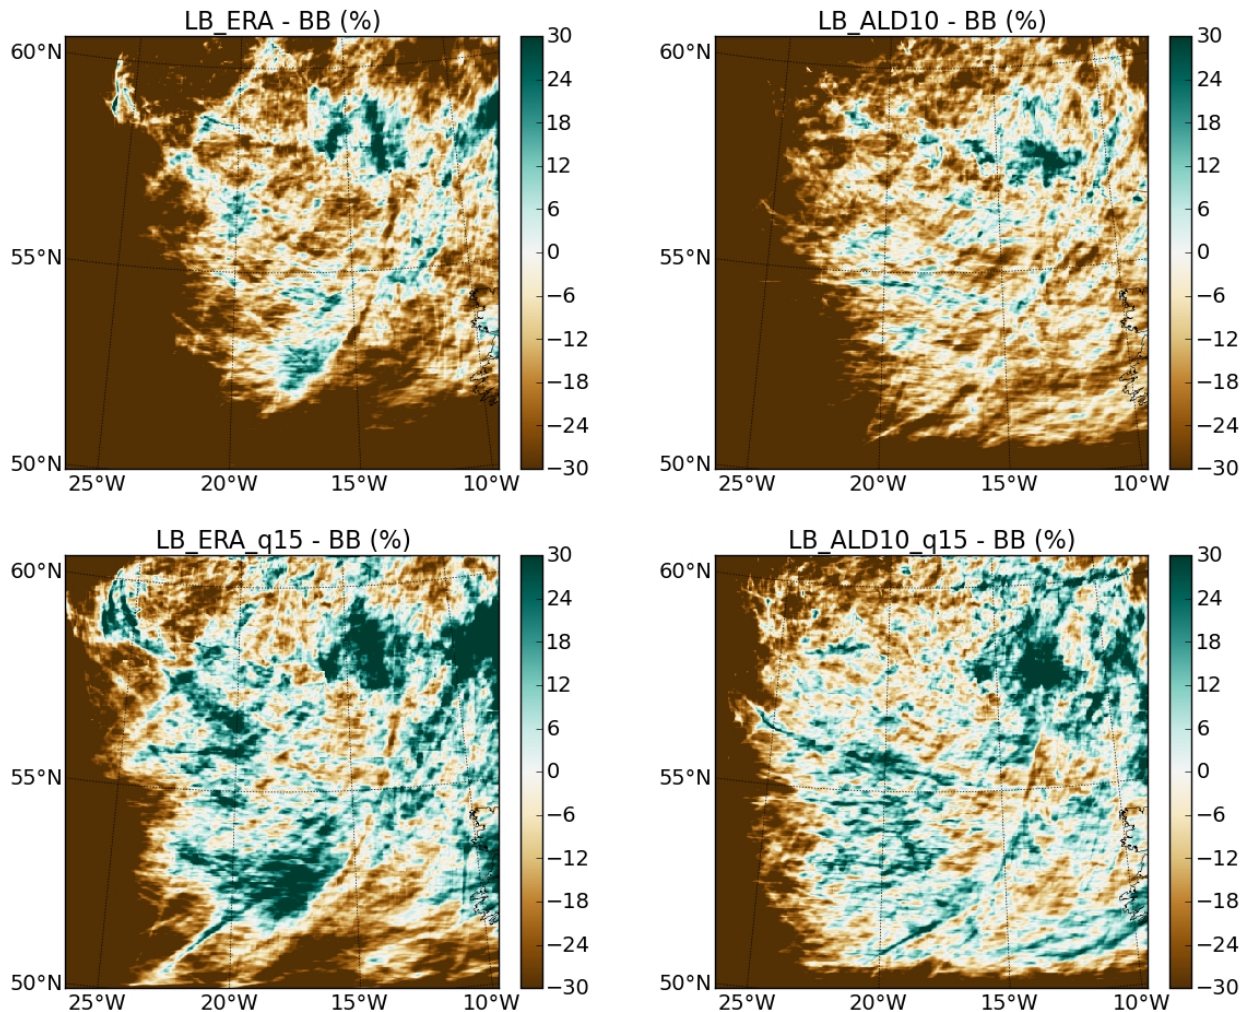 LB_ERA - BB (%)
60°N
55°N
50°N
25°W 20°W 15°W 10°W
30
24
18
12
6
0
−6
−12
−18
−24
−30
LB_ALD10 - BB (%)
60°N
55°N
50°N
25°W 20°W 15°W 10°W
30
24
18
12
6
0
−6
−12
−18
−24
−30
LB_ERA_q15 - BB (%)
60°N
55°N
50°N
25°W 20°W 15°W 10°W
30
24
18
12
6
0
−6
−12
−18
−24
−30
LB_ALD10_q15 - BB (%)
60°N
55°N
50°N
25°W 20°W 15°W 10°W
30
24
18
12
6
0
−6
−12
−18
−24
−30